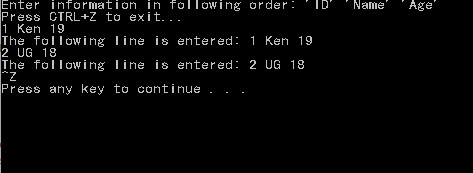 Enter information in following order: 'ID' 'Name' 'Age'
Press CTRL+Z to exit...
1 Ken 19
The following line is entered: 1 Ken 19
2 UG 18
The following line is entered: 2 UG 18
^Z
Press any key to continue . . .